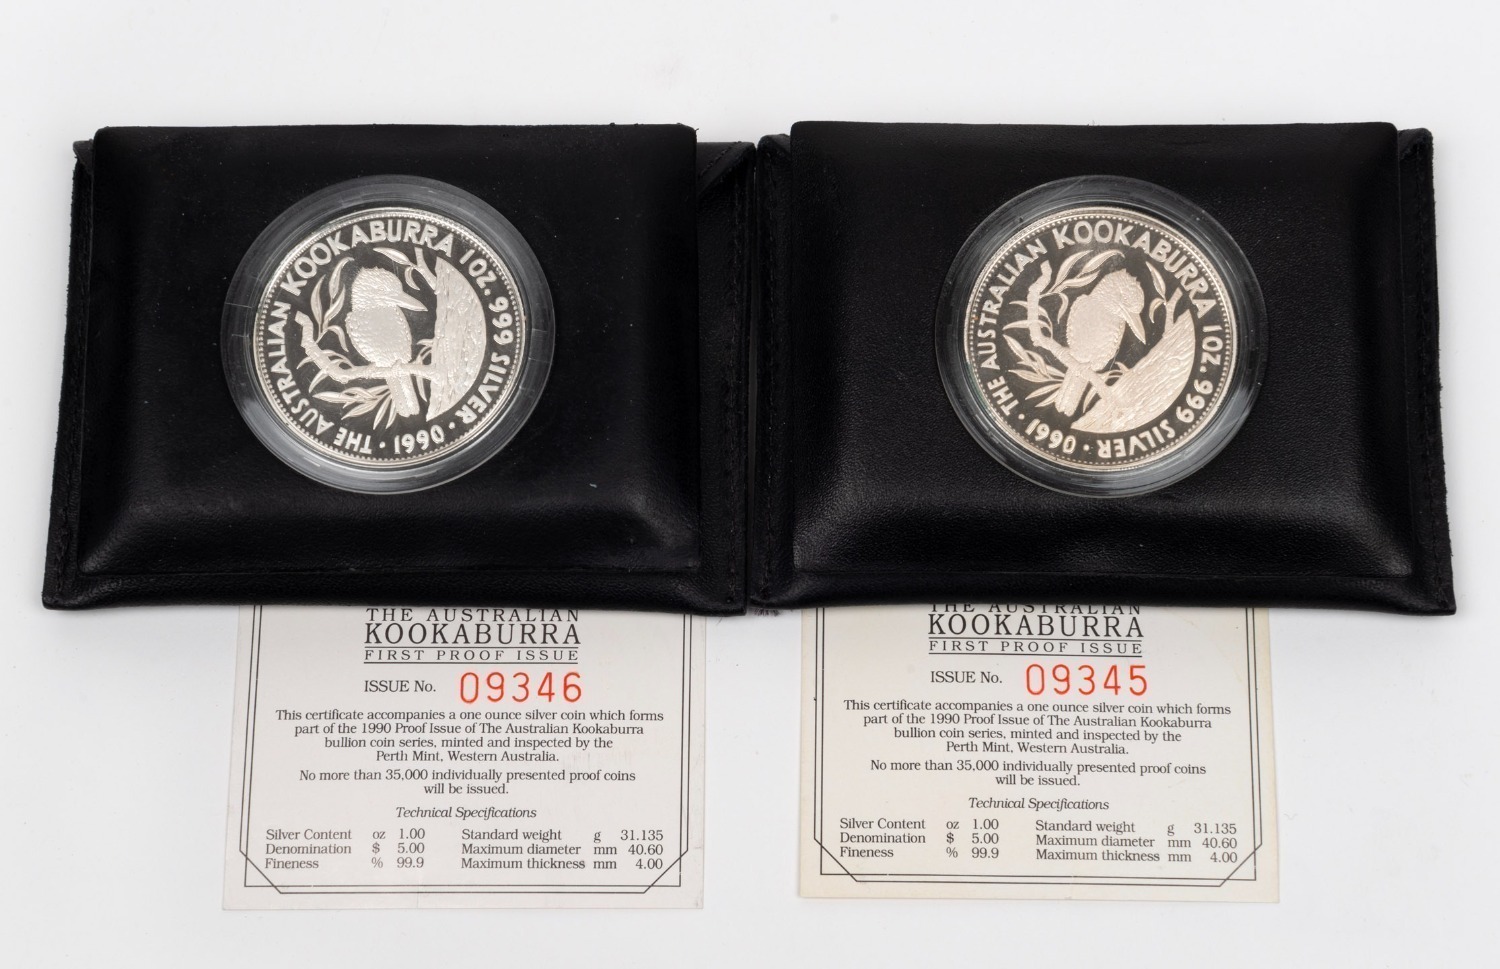 THE AUSTRALIAN KOOKABURRA 1 OZ. 999 SILVER · 1990 ·
THE AUSTRALIAN KOOKABURRA 1 OZ. 999 SILVER · 1990 ·
THE AUSTRALIAN
KOOKABURRA
FIRST PROOF ISSUE
ISSUE No. 09346
This certificate accompanies a one ounce silver coin which forms
part of the 1990 Proof Issue of The Australian Kookaburra
bullion coin series, minted and inspected by the
Perth Mint, Western Australia.
No more than 35,000 individually presented proof coins
will be issued.
Technical Specifications
Silver Content oz 1.00 Standard weight g 31.135
Denomination $ 5.00 Maximum diameter mm 40.60
Fineness % 99.9 Maximum thickness mm 4.00
THE AUSTRALIAN
KOOKABURRA
FIRST PROOF ISSUE
ISSUE No. 09345
This certificate accompanies a one ounce silver coin which forms
part of the 1990 Proof Issue of The Australian Kookaburra
bullion coin series, minted and inspected by the
Perth Mint, Western Australia.
No more than 35,000 individually presented proof coins
will be issued.
Technical Specifications
Silver Content oz 1.00 Standard weight g 31.135
Denomination $ 5.00 Maximum diameter mm 40.60
Fineness % 99.9 Maximum thickness mm 4.00